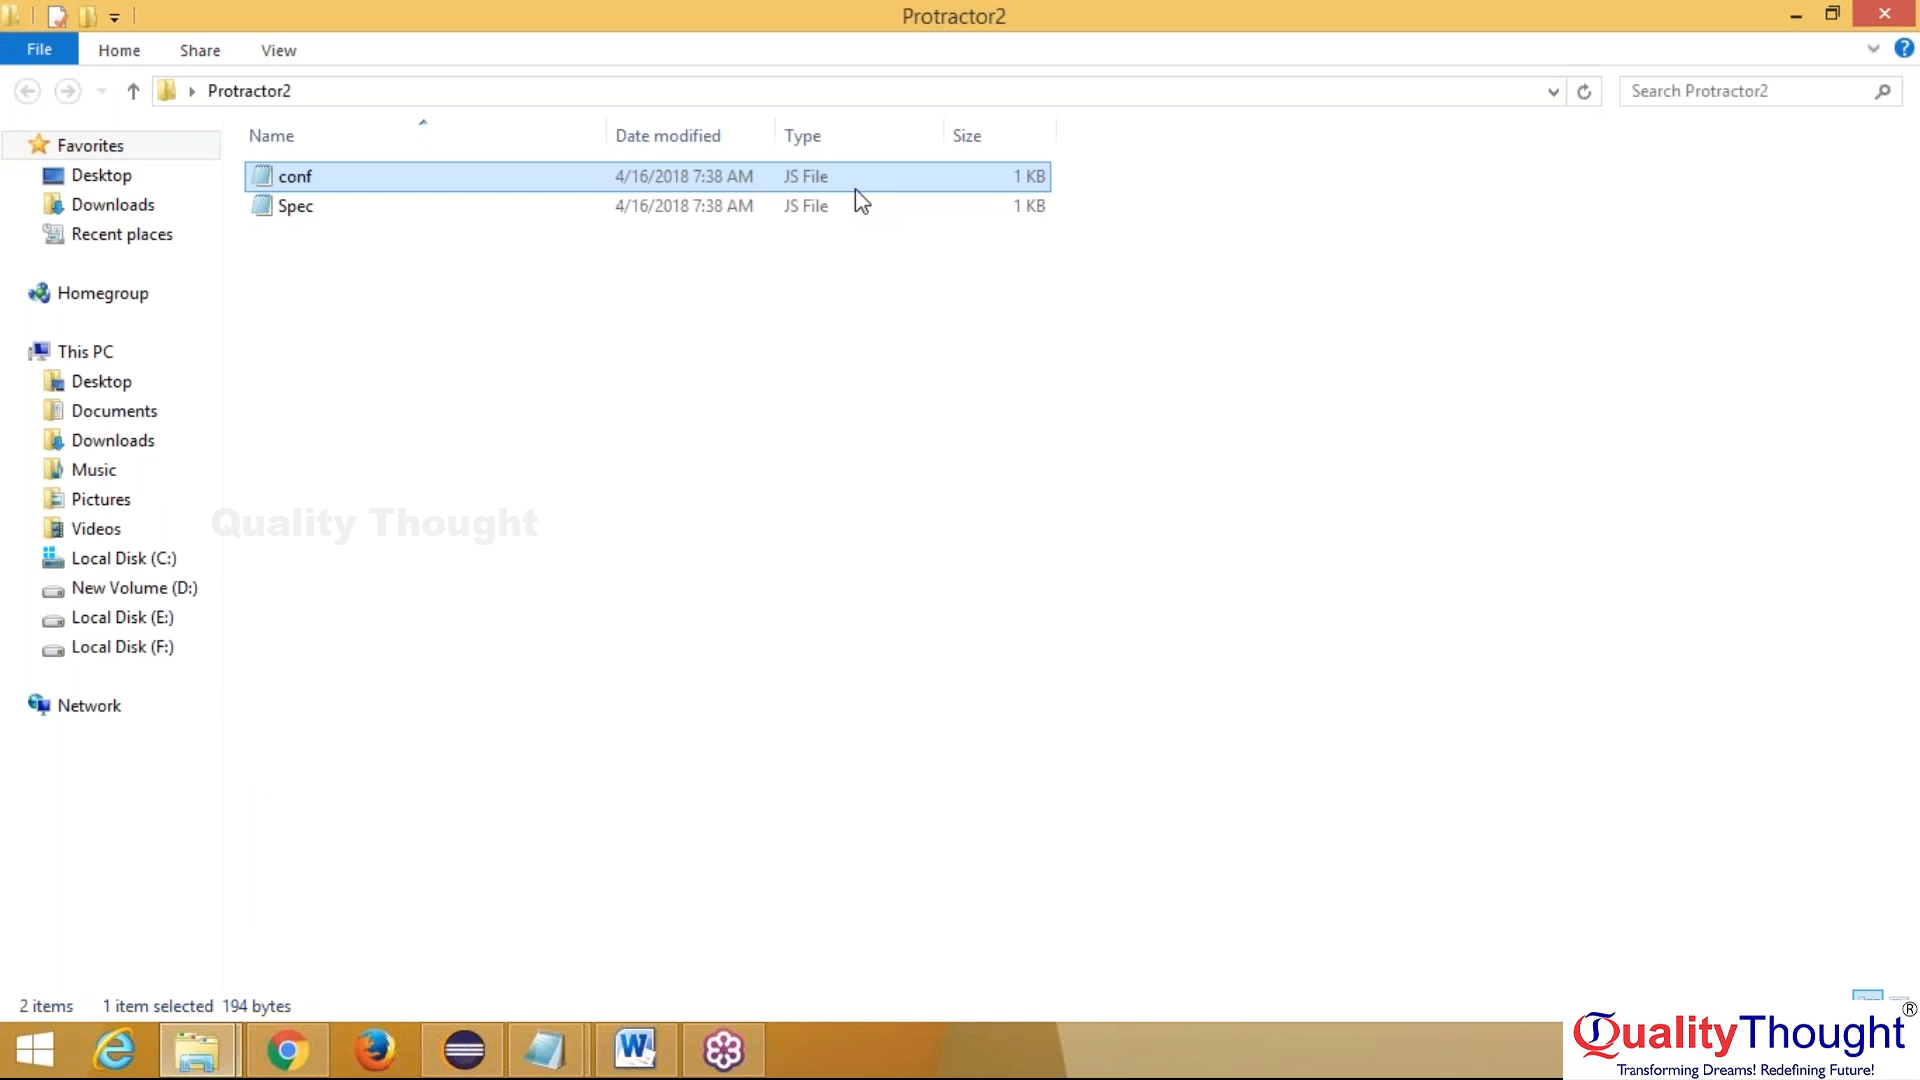 Protractor2
File Home Share View
Protractor2
Search Protractor2
Name Date modified Type Size
conf 4/16/2018 7:38 AM JS File 1 KB
Spec 4/16/2018 7:38 AM JS File 1 KB
Favorites
Desktop
Downloads
Recent places
Homegroup
This PC
Desktop
Documents
Downloads
Music
Pictures
Videos
Local Disk (C:)
New Volume (D:)
Local Disk (E:)
Local Disk (F:)
Network
Quality Thought
2 items 1 item selected 194 bytes
QualityThought®
Transforming Dreams! Redefining Future!